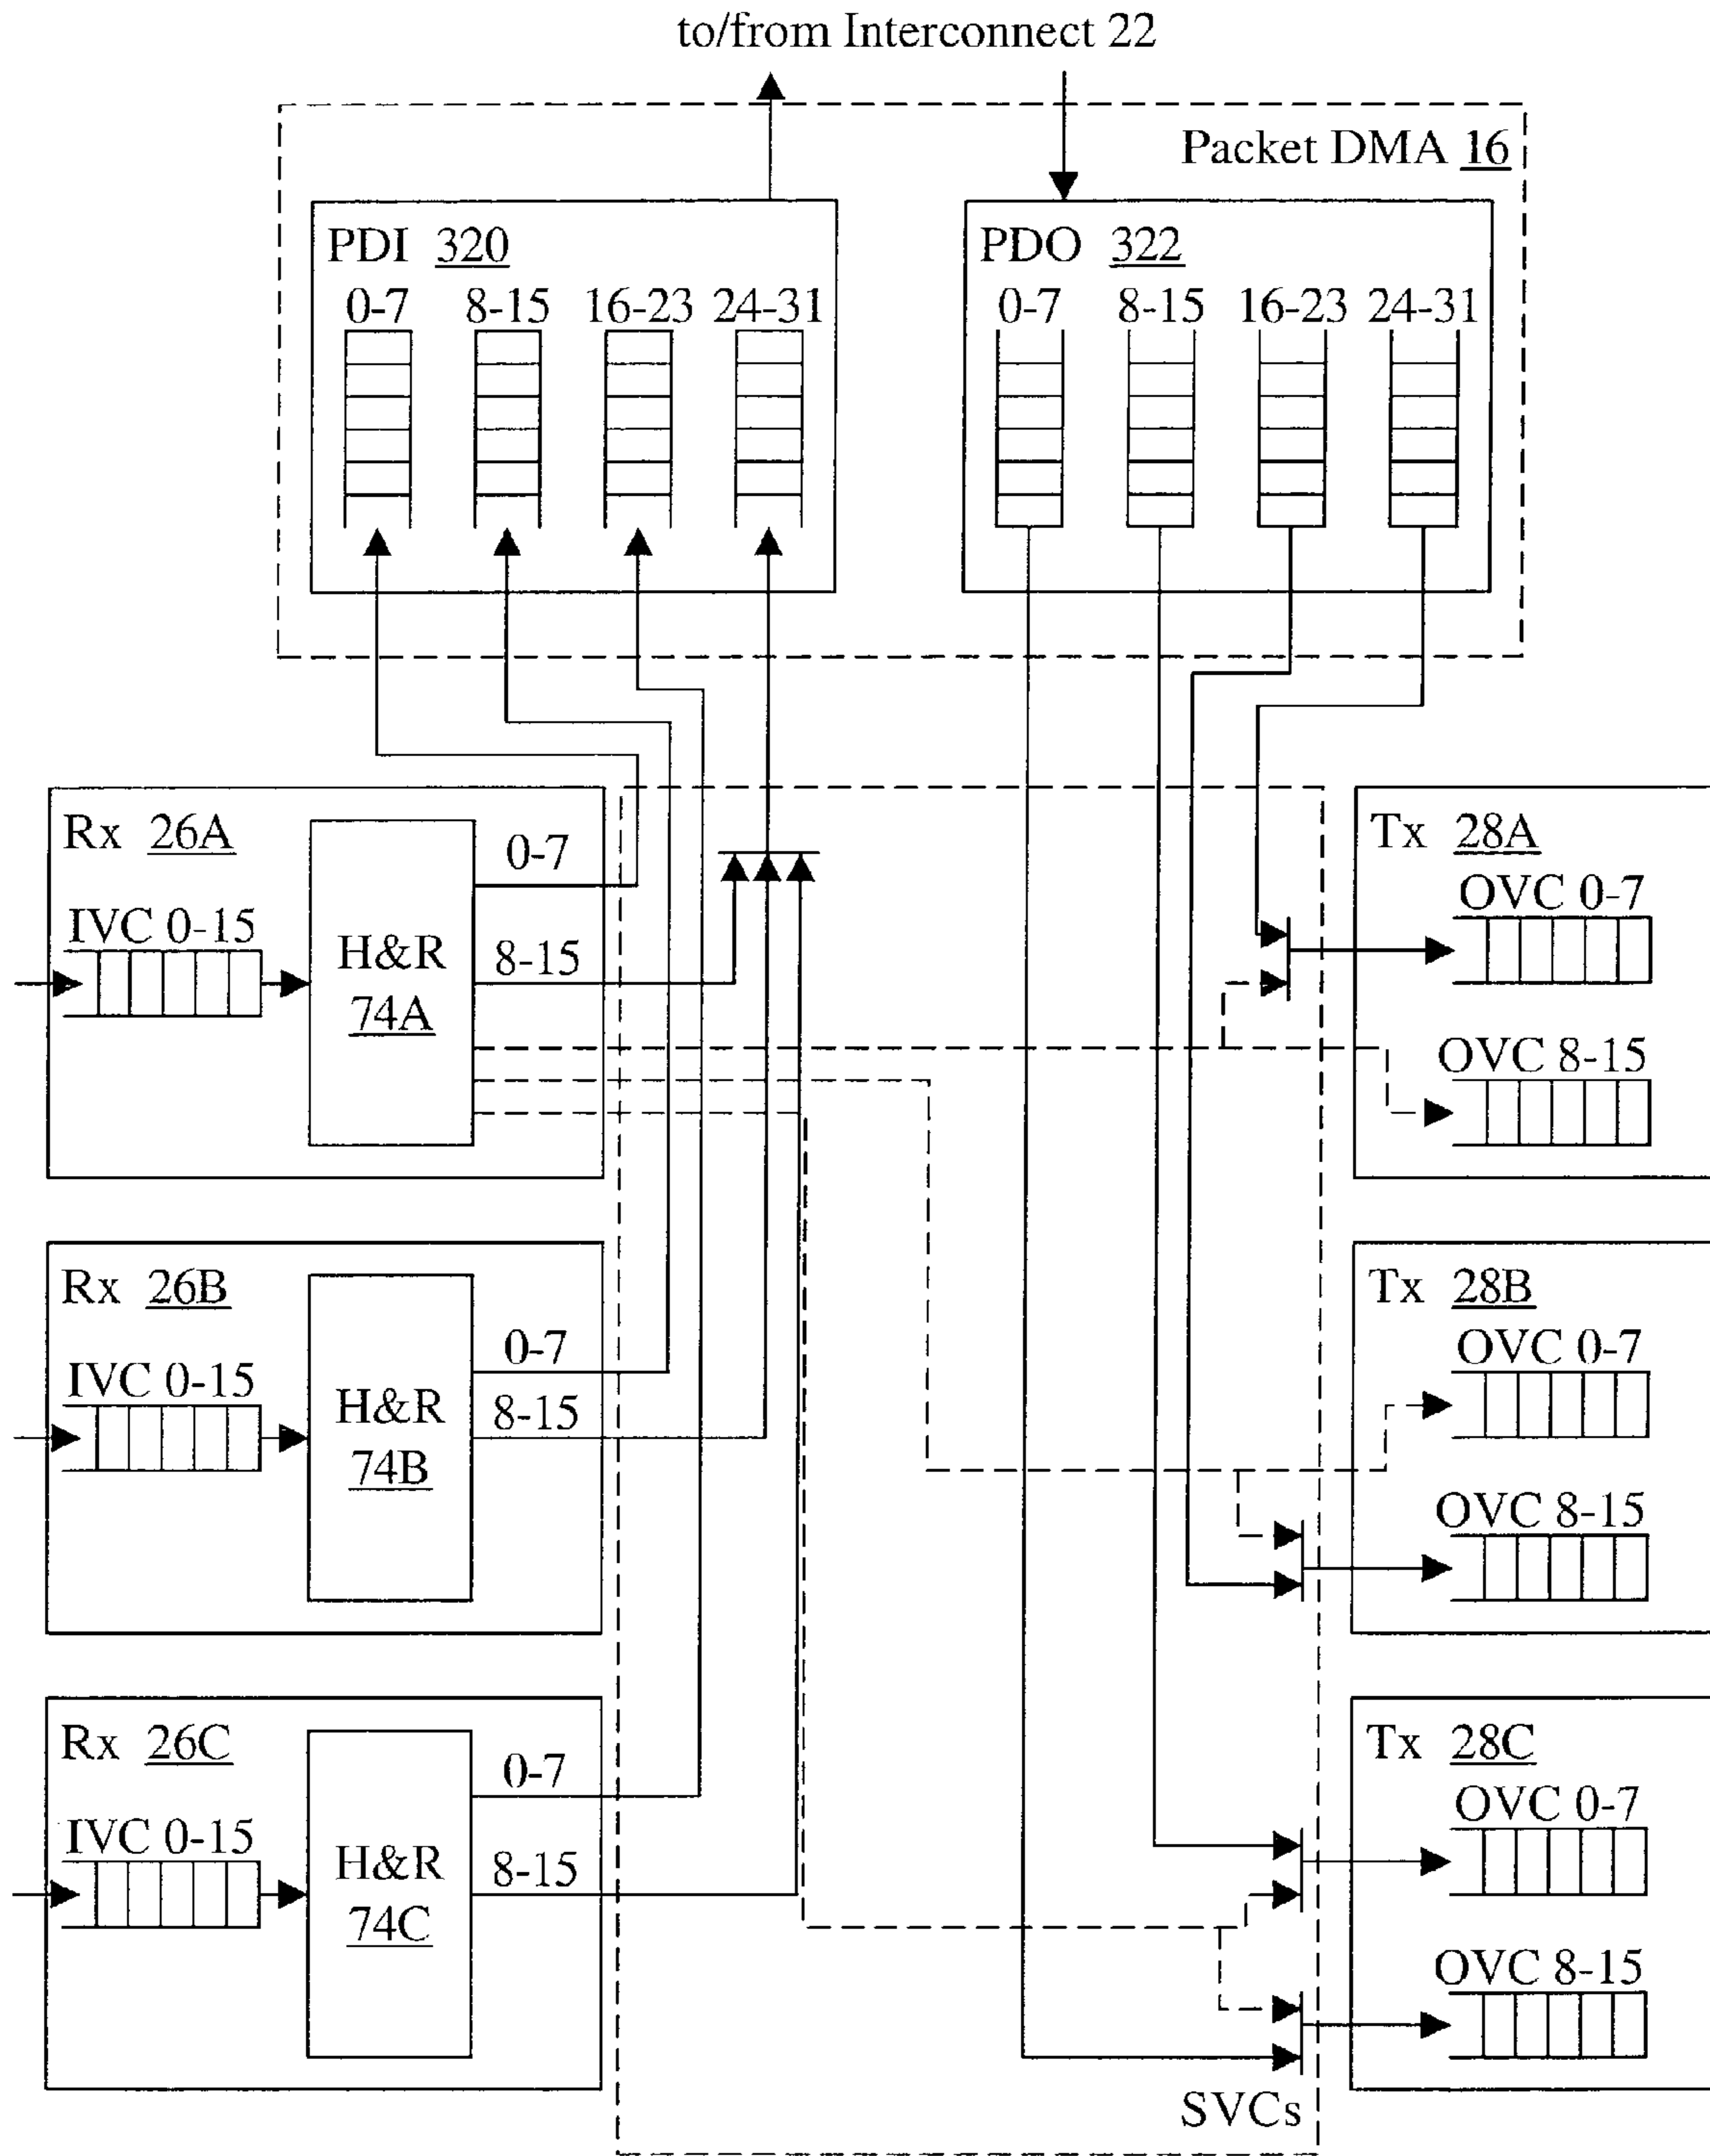 to/from Interconnect 22
Packet DMA 16
PDI 320
0-7 8-15 16-23 24-31
PDO 322
0-7 8-15 16-23 24-31
Rx 26A
IVC 0-15
H&R
74A
0-7
8-15
Tx 28A
OVC 0-7
OVC 8-15
Rx 26B
IVC 0-15
H&R
74B
0-7
8-15
Tx 28B
OVC 0-7
OVC 8-15
Rx 26C
IVC 0-15
H&R
74C
0-7
8-15
Tx 28C
OVC 0-7
OVC 8-15
SVCs